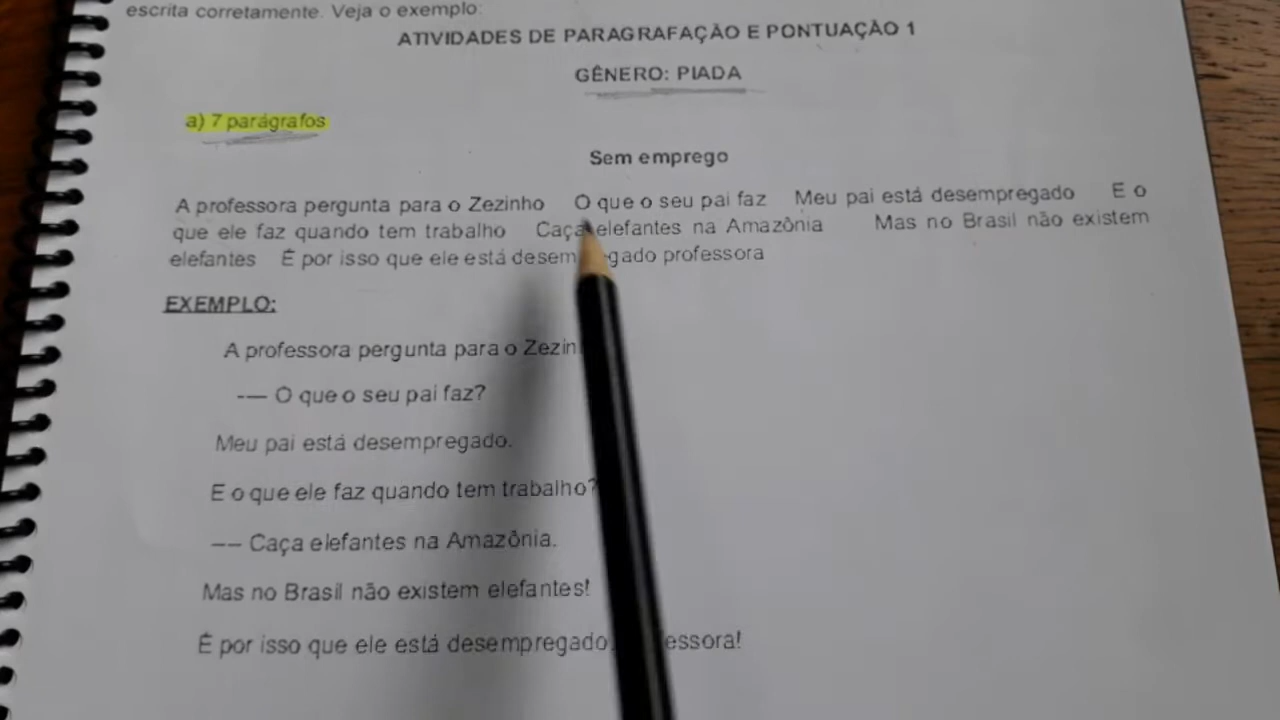 escrita corretamente. Veja o exemplo:
ATIVIDADES DE PARAGRAFAÇÃO E PONTUAÇÃO 1
GÊNERO: PIADA
a) 7 parágrafos
Sem emprego
A professora pergunta para o Zezinho O que o seu pai faz Meu pai está desempregado E o
que ele faz quando tem trabalho Caça elefantes na Amazônia Mas no Brasil não existem
elefantes É por isso que ele está desempregado professora
EXEMPLO:
A professora pergunta para o
-— O que o seu pai faz?
Meu pai está desempregado.
E o que ele faz quando tem trabalho?
–– Caça elefantes na Amazônia.
Mas no Brasil não existem elefantes!
É por isso que ele está desempregado essora!